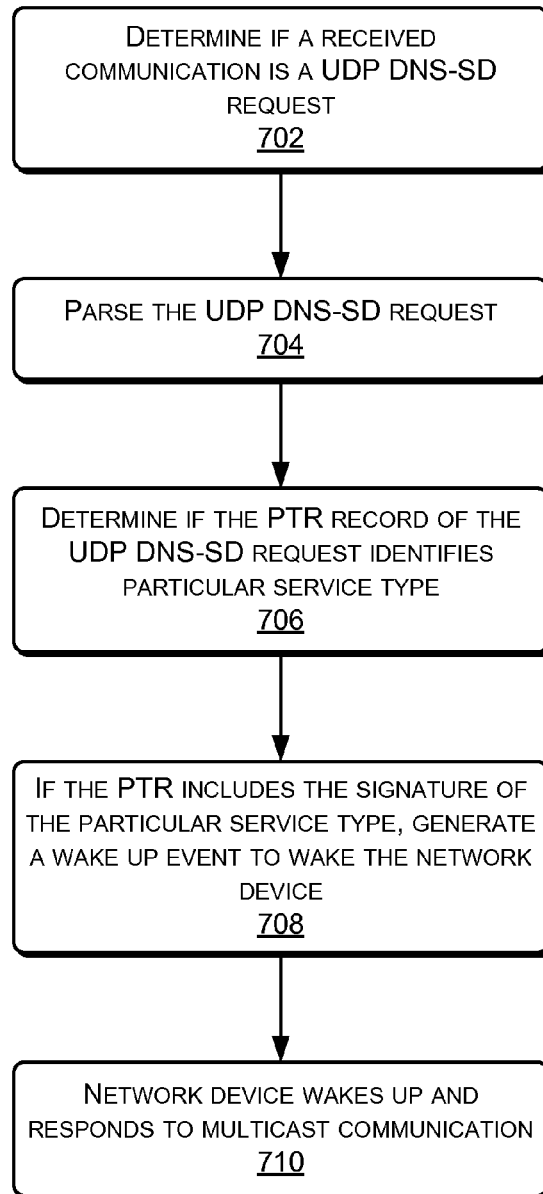 DETERMINE IF A RECEIVED
COMMUNICATION IS A UDP DNS-SD
REQUEST
702
PARSE THE UDP DNS-SD REQUEST
704
DETERMINE IF THE PTR RECORD OF THE
UDP DNS-SD REQUEST IDENTIFIES
PARTICULAR SERVICE TYPE
706
IF THE PTR INCLUDES THE SIGNATURE OF
THE PARTICULAR SERVICE TYPE, GENERATE
A WAKE UP EVENT TO WAKE THE NETWORK
DEVICE
708
NETWORK DEVICE WAKES UP AND
RESPONDS TO MULTICAST COMMUNICATION
710